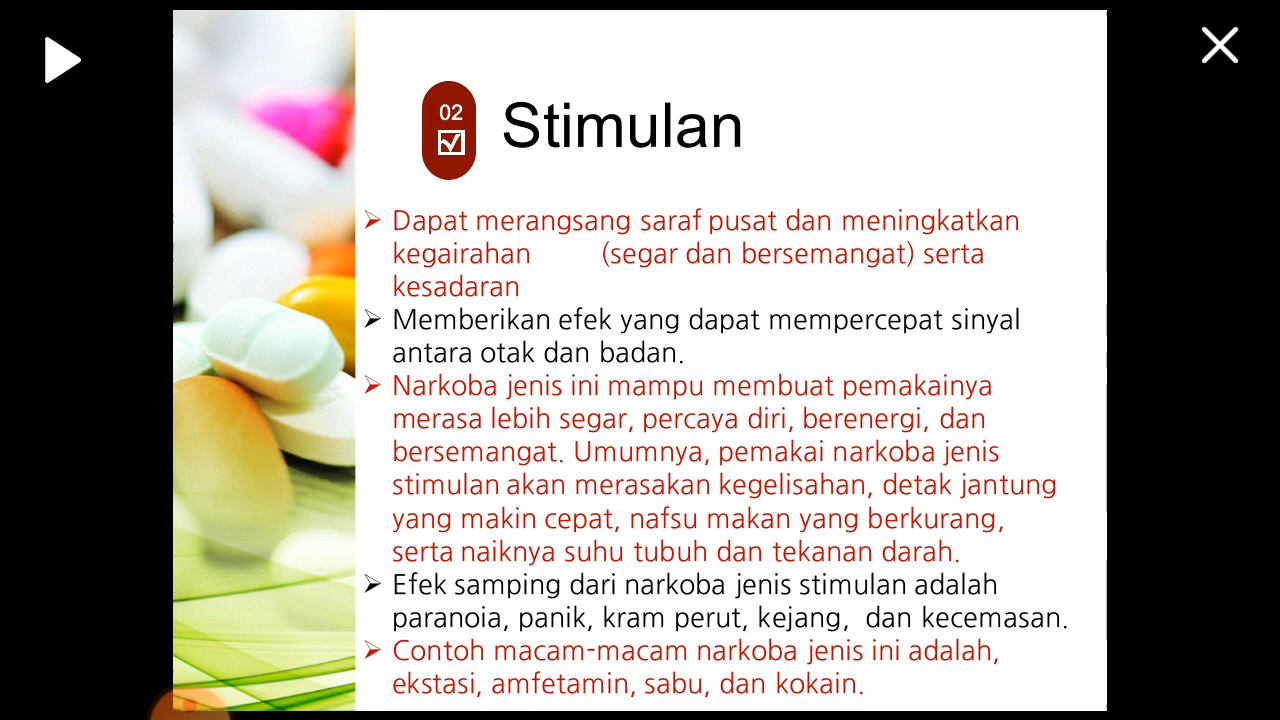 02
Stimulan
➢ Dapat merangsang saraf pusat dan meningkatkan
kegairahan (segar dan bersemangat) serta
kesadaran
➢ Memberikan efek yang dapat mempercepat sinyal
antara otak dan badan.
➢ Narkoba jenis ini mampu membuat pemakainya
merasa lebih segar, percaya diri, berenergi, dan
bersemangat. Umumnya, pemakai narkoba jenis
stimulan akan merasakan kegelisahan, detak jantung
yang makin cepat, nafsu makan yang berkurang,
serta naiknya suhu tubuh dan tekanan darah.
➢ Efek samping dari narkoba jenis stimulan adalah
paranoia, panik, kram perut, kejang, dan kecemasan.
➢ Contoh macam-macam narkoba jenis ini adalah,
ekstasi, amfetamin, sabu, dan kokain.